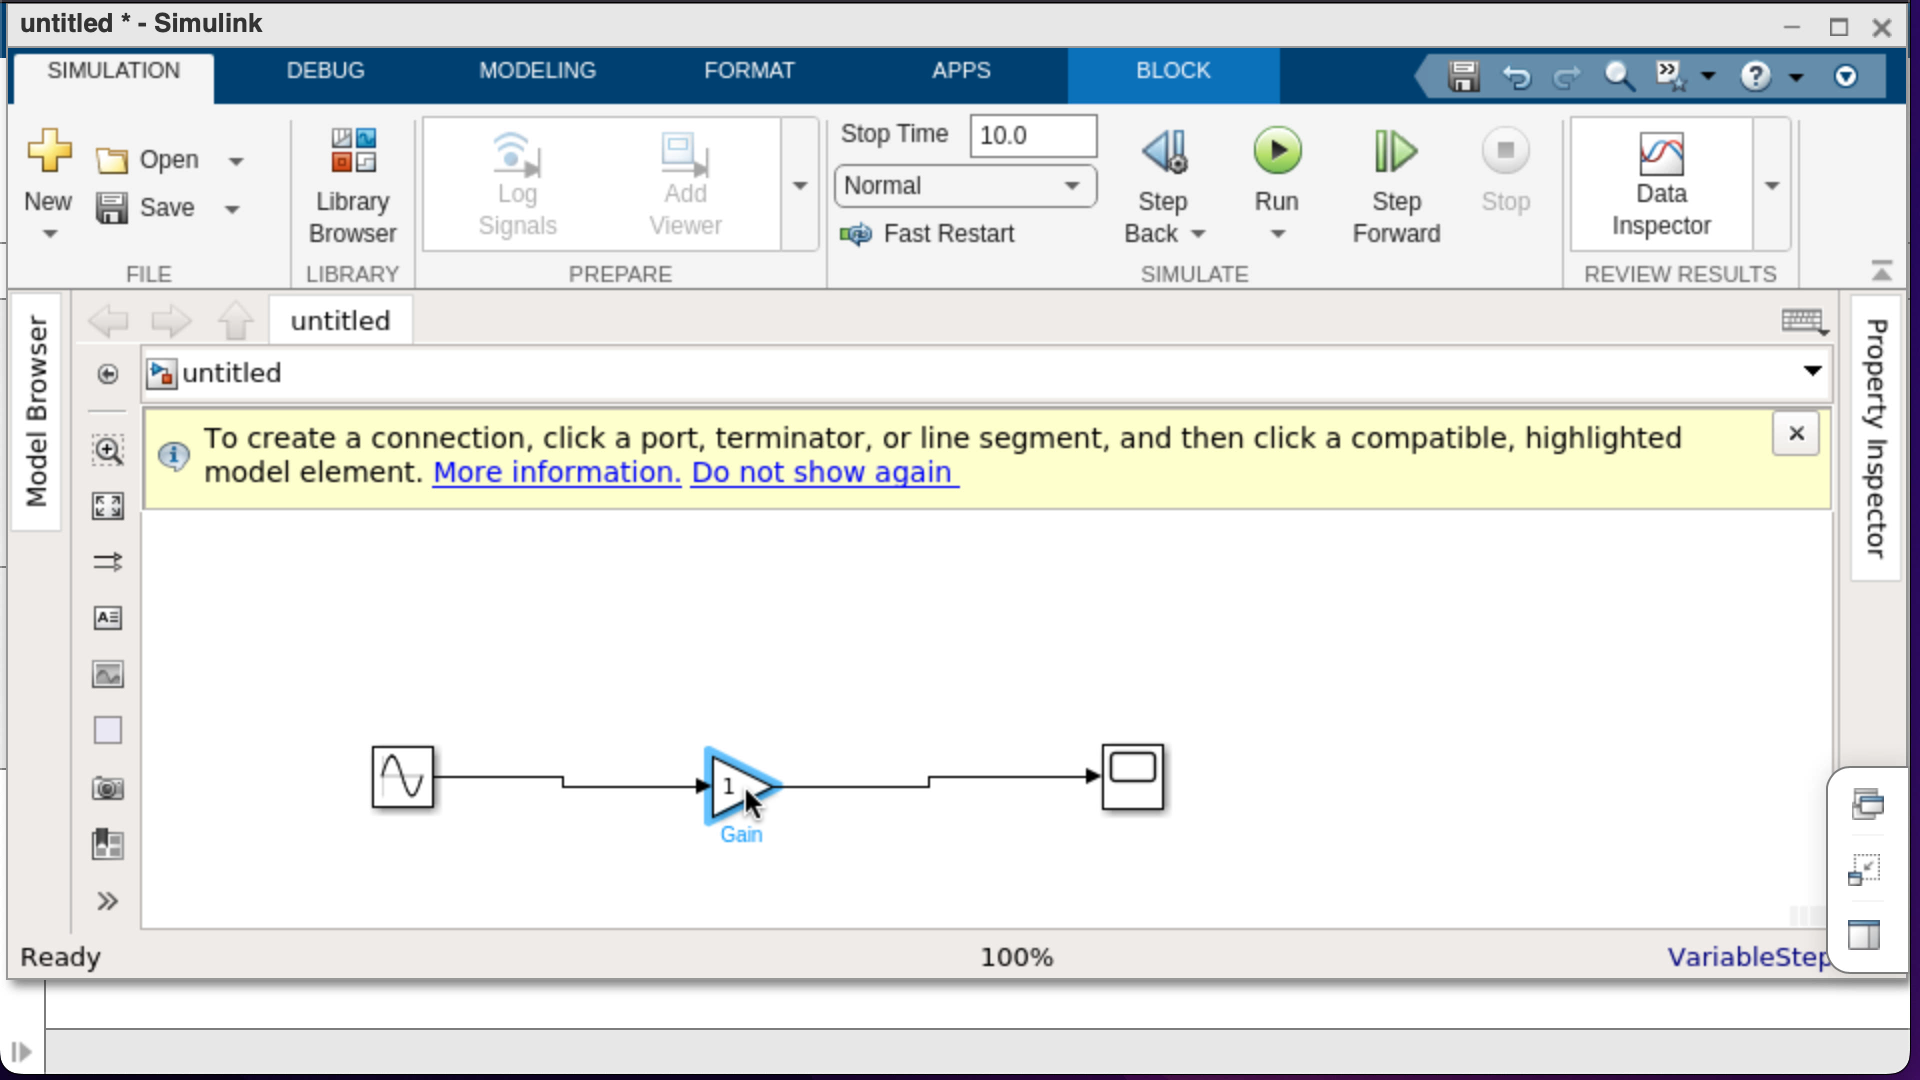 untitled * - Simulink
SIMULATION
DEBUG
MODELING
FORMAT
APPS
BLOCK
New
Open
Save
FILE
Library
Browser
LIBRARY
Log
Signals
Add
Viewer
PREPARE
Stop Time 10.0
Normal
Fast Restart
Step
Back
Run
Step
Forward
Stop
SIMULATE
Data
Inspector
REVIEW RESULTS
Model Browser
untitled
untitled
Property Inspector
To create a connection, click a port, terminator, or line segment, and then click a compatible, highlighted
model element. More information. Do not show again
1
Gain
Ready
100%
VariableStep